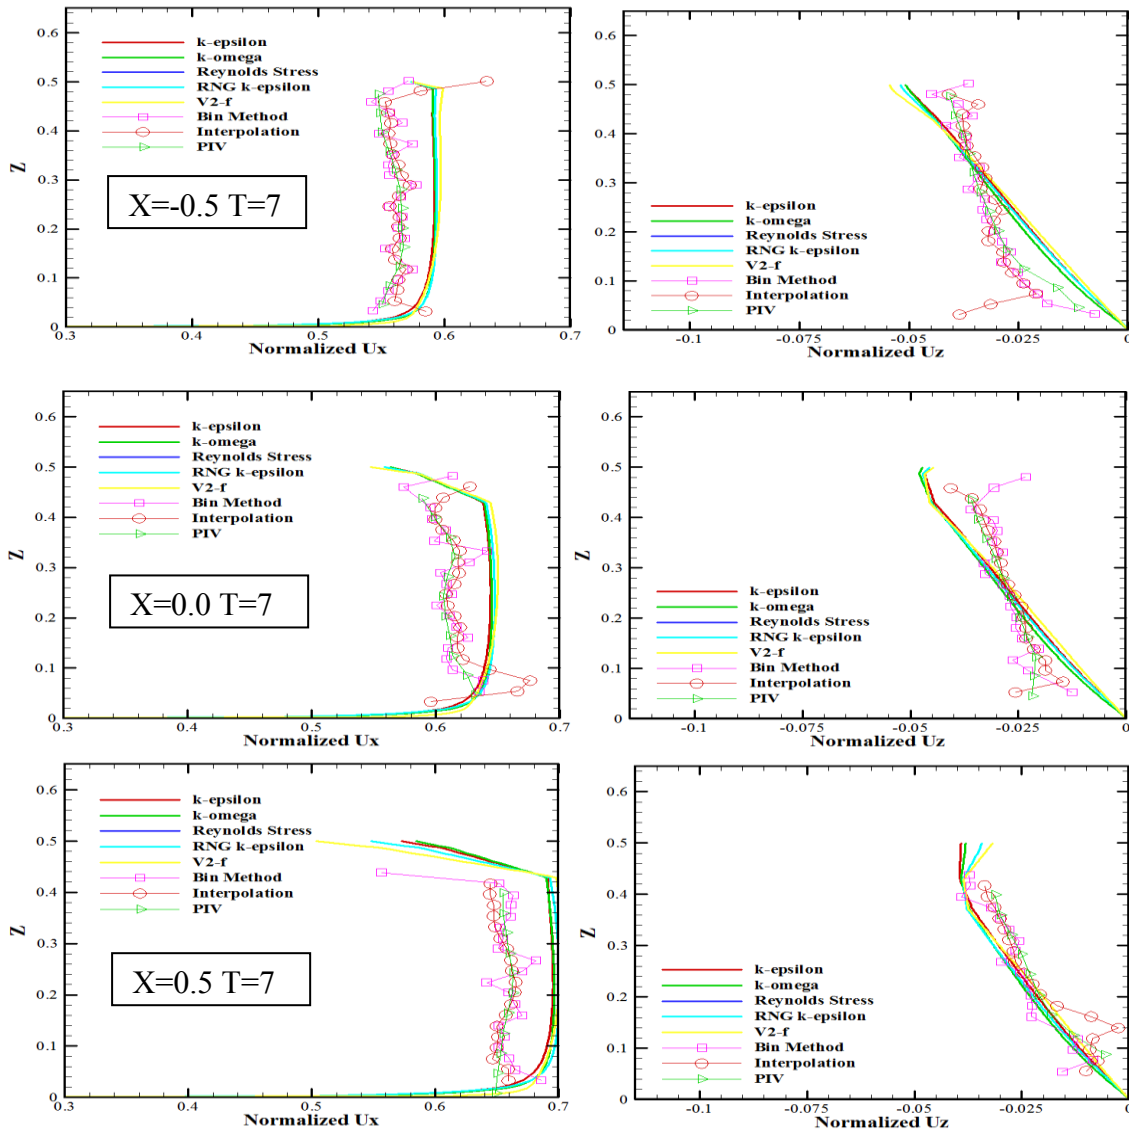 0.6
0.5
0.4
0.3
0.2
0.1
0
Z
k-epsilon
k-omega
Reynolds Stress
RNG k-epsilon
V2-f
Bin Method
Interpolation
PIV
X=-0.5 T=7
0.3
0.4
0.5
0.6
0.7
Normalized Ux
0.6
0.5
0.4
0.3
0.2
0.1
0
Z
k-epsilon
k-omega
Reynolds Stress
RNG k-epsilon
V2-f
Bin Method
Interpolation
PIV
-0.1
-0.075
-0.05
-0.025
0
Normalized Uz
0.6
0.5
0.4
0.3
0.2
0.1
0
Z
k-epsilon
k-omega
Reynolds Stress
RNG k-epsilon
V2-f
Bin Method
Interpolation
PIV
X=0.0 T=7
0.3
0.4
0.5
0.6
0.7
Normalized Ux
0.6
0.5
0.4
0.3
0.2
0.1
0
Z
k-epsilon
k-omega
Reynolds Stress
RNG k-epsilon
V2-f
Bin Method
Interpolation
PIV
-0.1
-0.075
-0.05
-0.025
0
Normalized Uz
0.6
0.5
0.4
0.3
0.2
0.1
0
Z
k-epsilon
k-omega
Reynolds Stress
RNG k-epsilon
V2-f
Bin Method
Interpolation
PIV
X=0.5 T=7
0.3
0.4
0.5
0.6
0.7
Normalized Ux
0.6
0.5
0.4
0.3
0.2
0.1
0
Z
k-epsilon
k-omega
Reynolds Stress
RNG k-epsilon
V2-f
Bin Method
Interpolation
PIV
-0.1
-0.075
-0.05
-0.025
0
Normalized Uz